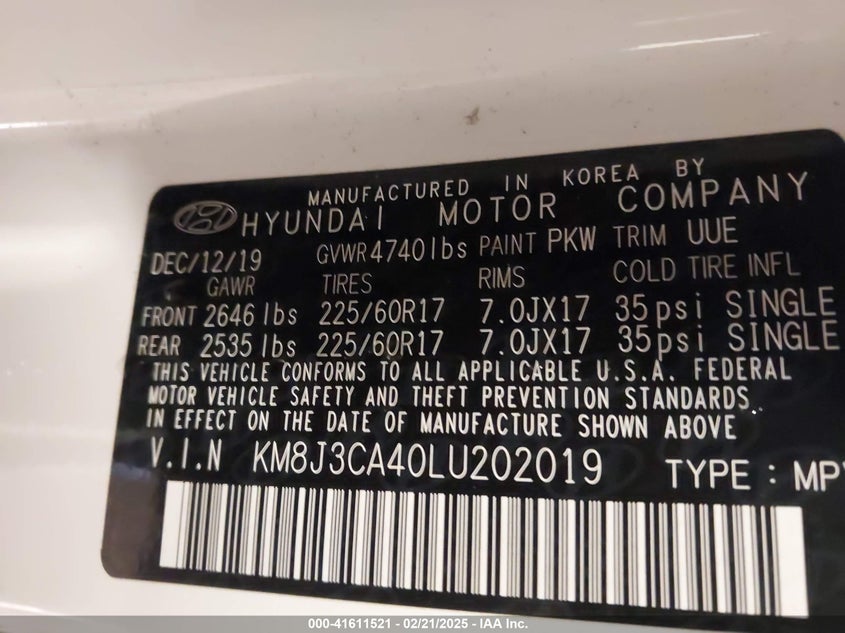 MANUFACTURED IN KOREA BY
HYUNDAI MOTOR COMPANY
DEC/12/19 GVWR 4740lbs PAINT PKW TRIM UUE
GAWR TIRES RIMS COLD TIRE INFL
FRONT 2646 lbs 225/60R17 7.0JX17 35psi SINGLE
REAR 2535 lbs 225/60R17 7.0JX17 35psi SINGLE
THIS VEHICLE CONFORMS TO ALL APPLICABLE U.S.A. FEDERAL
MOTOR VEHICLE SAFETY AND THEFT PREVENTION STANDARDS
IN EFFECT ON THE DATE OF MANUFACTURE SHOWN ABOVE
V.I.N KM8J3CA40LU202019 TYPE : MP
000-41611521 - 02/21/2025 - IAA Inc.